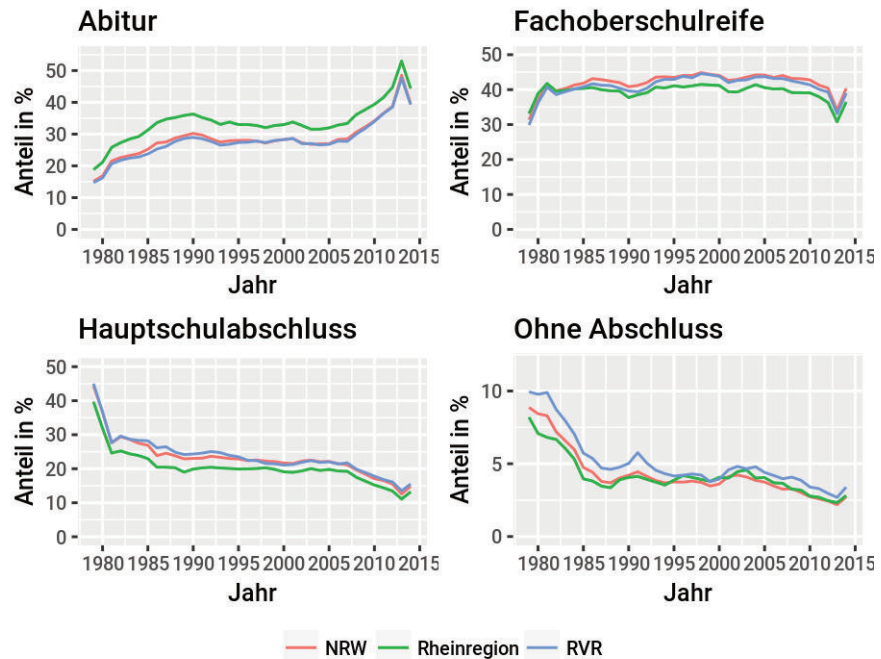 Abitur
Anteil in %
50
40
30
20
10
0
1980 1985 1990 1995 2000 2005 2010 2015
Jahr
Fachoberschulreife
Anteil in %
50
40
30
20
10
0
1980 1985 1990 1995 2000 2005 2010 2015
Jahr
Hauptschulabschluss
Anteil in %
50
40
30
20
10
0
1980 1985 1990 1995 2000 2005 2010 2015
Jahr
Ohne Abschluss
Anteil in %
10
5
0
1980 1985 1990 1995 2000 2005 2010 2015
Jahr
NRW Rheinregion RVR